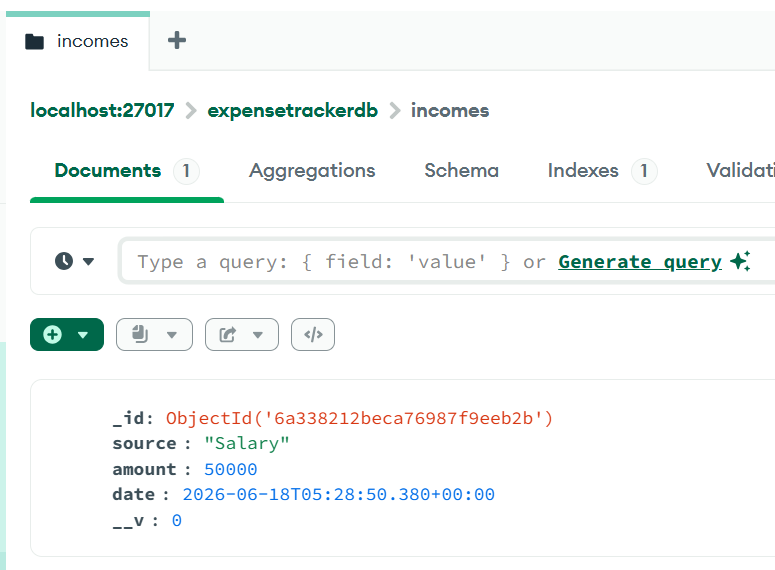 incomes
localhost:27017 > expensetrackerdb > incomes
Documents 1 Aggregations Schema Indexes 1 Validati
Type a query: { field: 'value' } or Generate query
_id: ObjectId('6a338212beca76987f9eeb2b')
source : "Salary"
amount : 50000
date : 2026-06-18T05:28:50.380+00:00
__v : 0